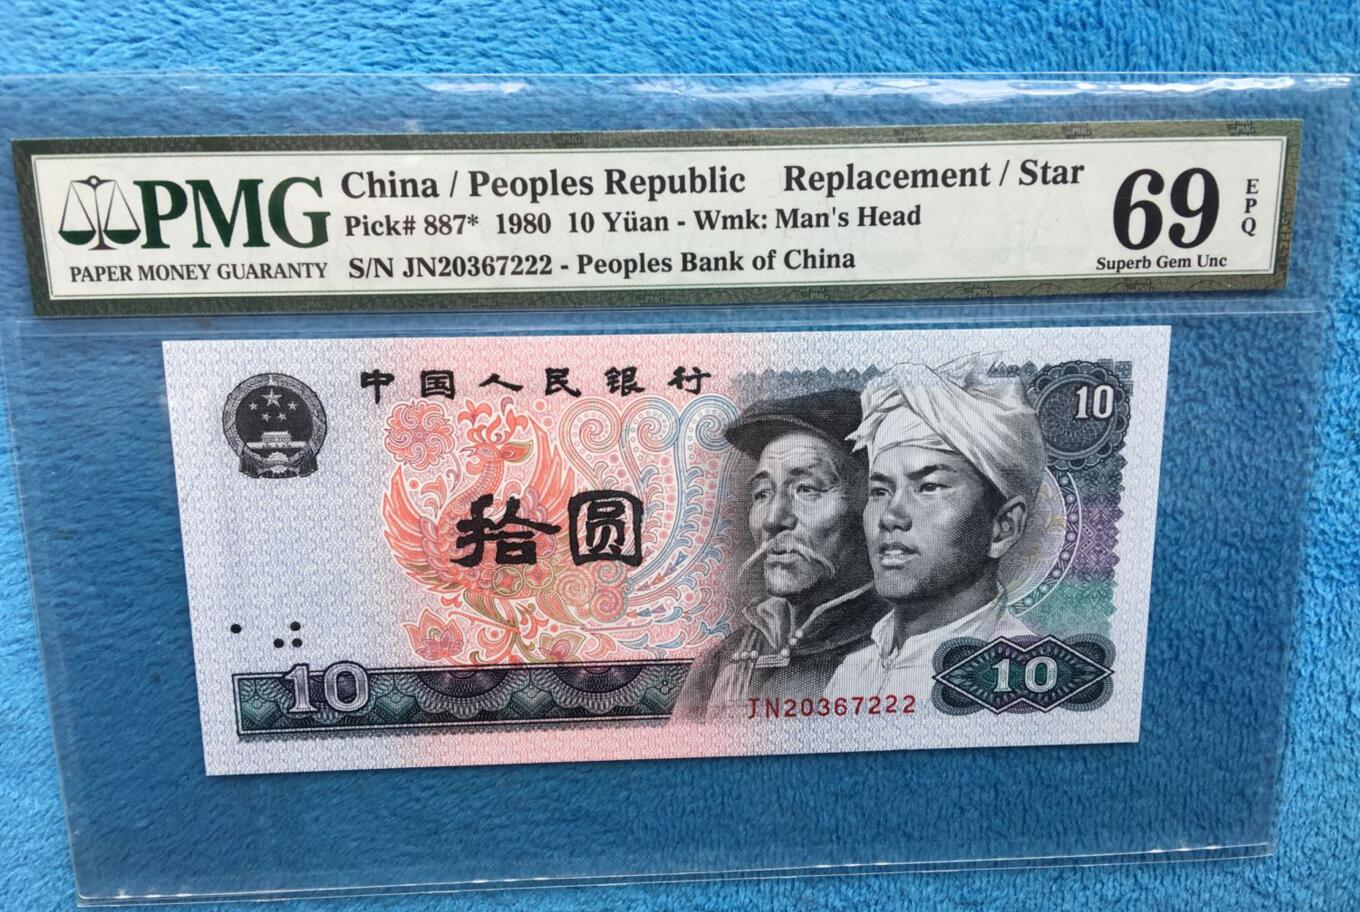 PMG
PAPER MONEY GUARANTY
China / Peoples Republic Replacement / Star
Pick# 887* 1980 10 Yüan - Wmk: Man's Head
S/N JN20367222 - Peoples Bank of China
69
EPQ
Superb Gem Unc
中国人民银行
10
拾圆
10
JN20367222
10